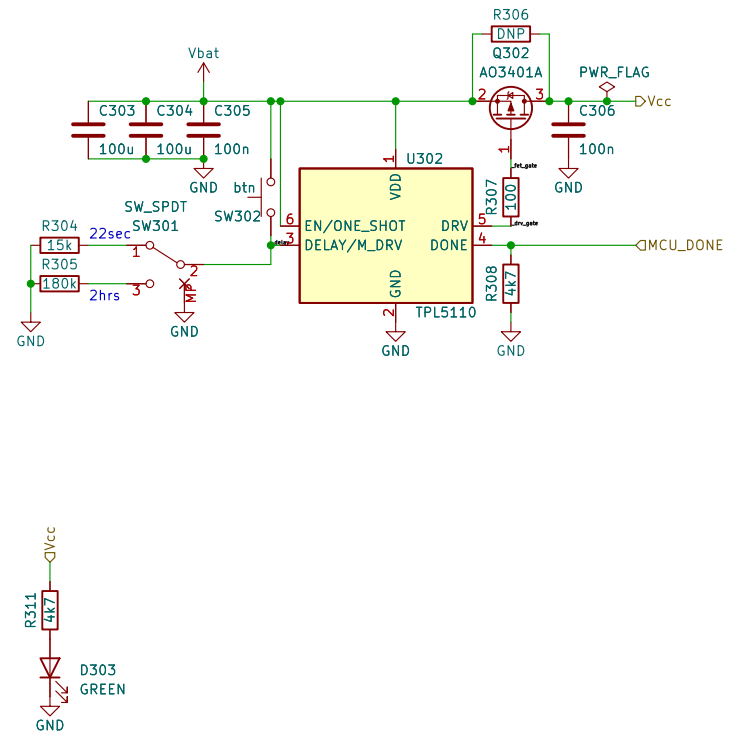 R306
DNP
Q302
AO3401A
2
3
1
PWR_FLAG
Vcc
Vbat
C303
100u
C304
100u
C305
100n
GND
C306
100n
GND
_fet_gate
R307
100
_drv_gate
U302
1
VDD
btn
SW302
6
EN/ONE_SHOT
delay
3
DELAY/M_DRV
DRV
5
DONE
4
GND
2
TPL5110
GND
MCU_DONE
R308
4k7
GND
SW_SPDT
SW301
R304
15k
22sec
1
R305
180k
2hrs
3
2
MP
GND
GND
Vcc
R311
4k7
D303
GREEN
GND